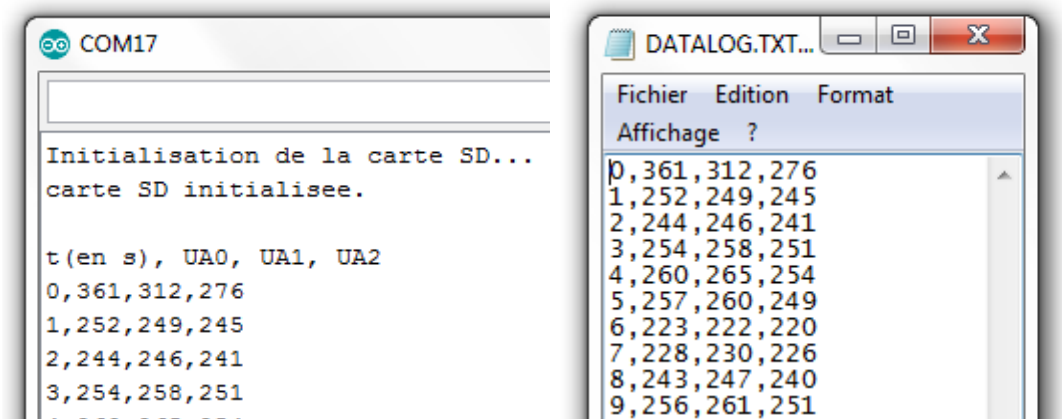 COM17
Initialisation de la carte SD...
carte SD initialisee.
t(en s), UA0, UA1, UA2
0,361,312,276
1,252,249,245
2,244,246,241
3,254,258,251
DATALOG.TXT...
Fichier Edition Format
Affichage ?
0,361,312,276
1,252,249,245
2,244,246,241
3,254,258,251
4,260,265,254
5,257,260,249
6,223,222,220
7,228,230,226
8,243,247,240
9,256,261,251